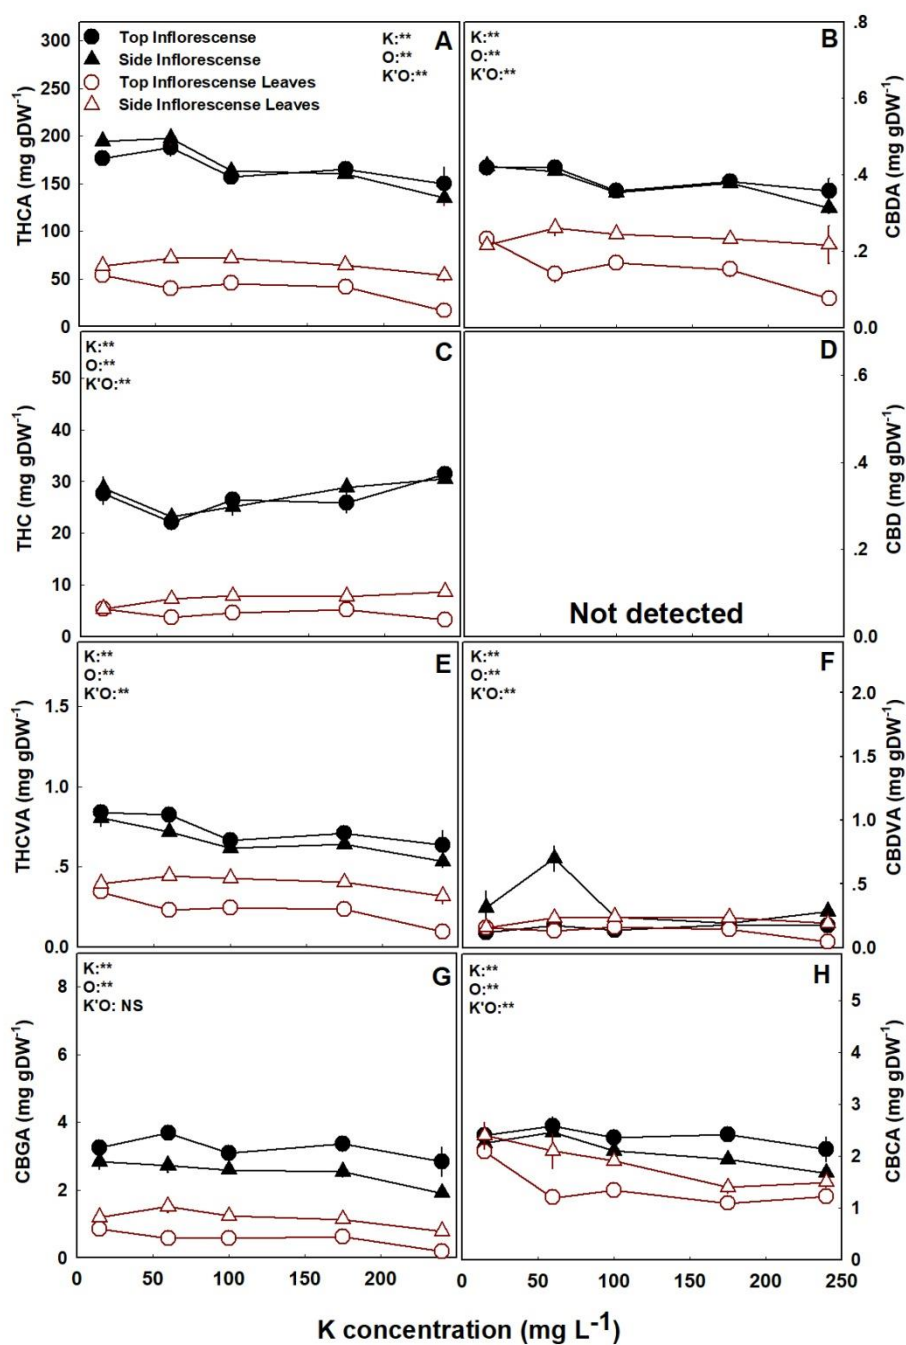 A
Top Inflorescense
Side Inflorescense
Top Inflorescense Leaves
Side Inflorescense Leaves
K:**
O:**
K'O:**
THCA (mg gDW-1)
300
250
200
150
100
50
0
B
K:**
O:**
K'O:**
CBDA (mg gDW-1)
.8
.6
.4
.2
0.0
C
K:**
O:**
K'O:**
THC (mg gDW-1)
50
40
30
20
10
0
D
Not detected
CBD (mg gDW-1)
.6
.4
.2
0.0
E
K:**
O:**
K'O:**
THCVA (mg gDW-1)
1.5
1.0
.5
0.0
F
K:**
O:**
K'O:**
CBDVA (mg gDW-1)
2.0
1.5
1.0
.5
0.0
G
K:**
O:**
K'O: NS
CBGA (mg gDW-1)
8
6
4
2
0
H
K:**
O:**
K'O:**
CBCA (mg gDW-1)
5
4
3
2
1
0
0 50 100 150 200 0 50 100 150 200 250
K concentration (mg L-1)